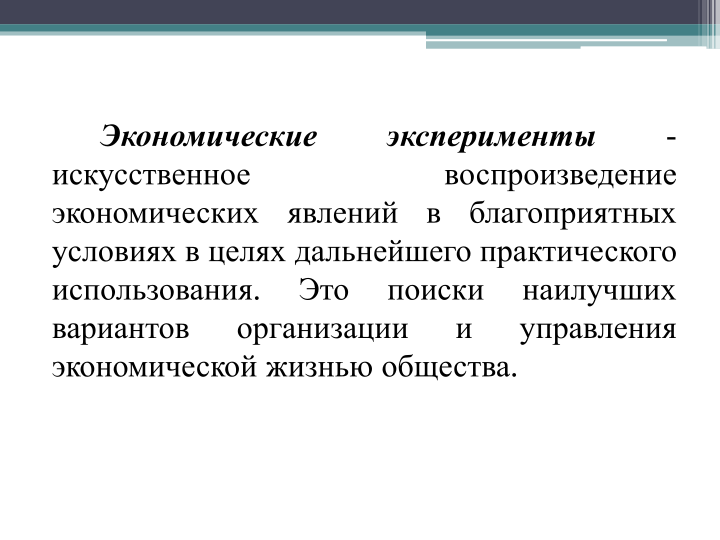 Экономические эксперименты -
искусственное воспроизведение
экономических явлений в благоприятных
условиях в целях дальнейшего практического
использования. Это поиски наилучших
вариантов организации и управления
экономической жизнью общества.